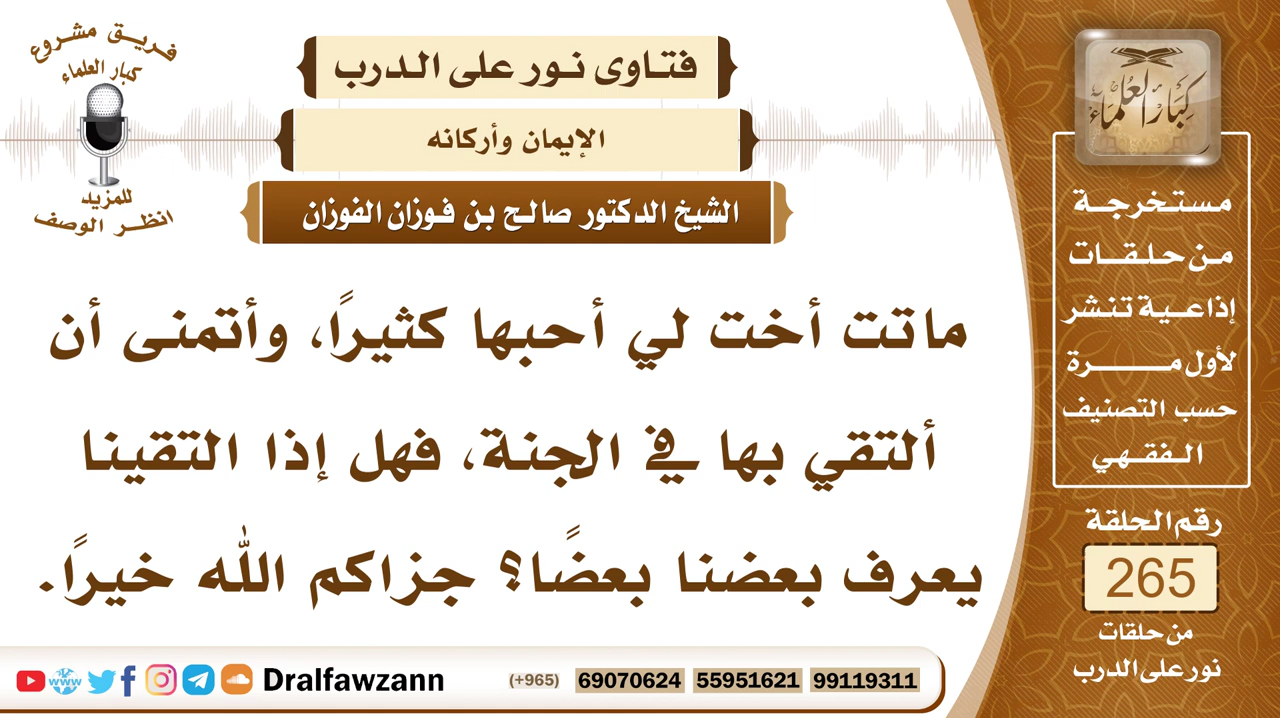 فريق مشروع
كبار العلماء
للمزيد
انظر الوصف
فتاوى نور على الدرب
الإيمان وأركانه
الشيخ الدكتور صالح بن فوزان الفوزان
ماتت أخت لي أحبها كثيرًا، وأتمنى أن
ألتقي بها في الجنة، فهل إذا التقينا
يعرف بعضنا بعضًا؟ جزاكم الله خيرًا.
كبار العلماء
مستخرجة
من حلقات
إذاعية تنشر
لأول مرة
حسب التصنيف
الفقهي
رقم الحلقة
265
من حلقات
نور على الدرب
www Dralfawzann (+965) 69070624 55951621 99119311